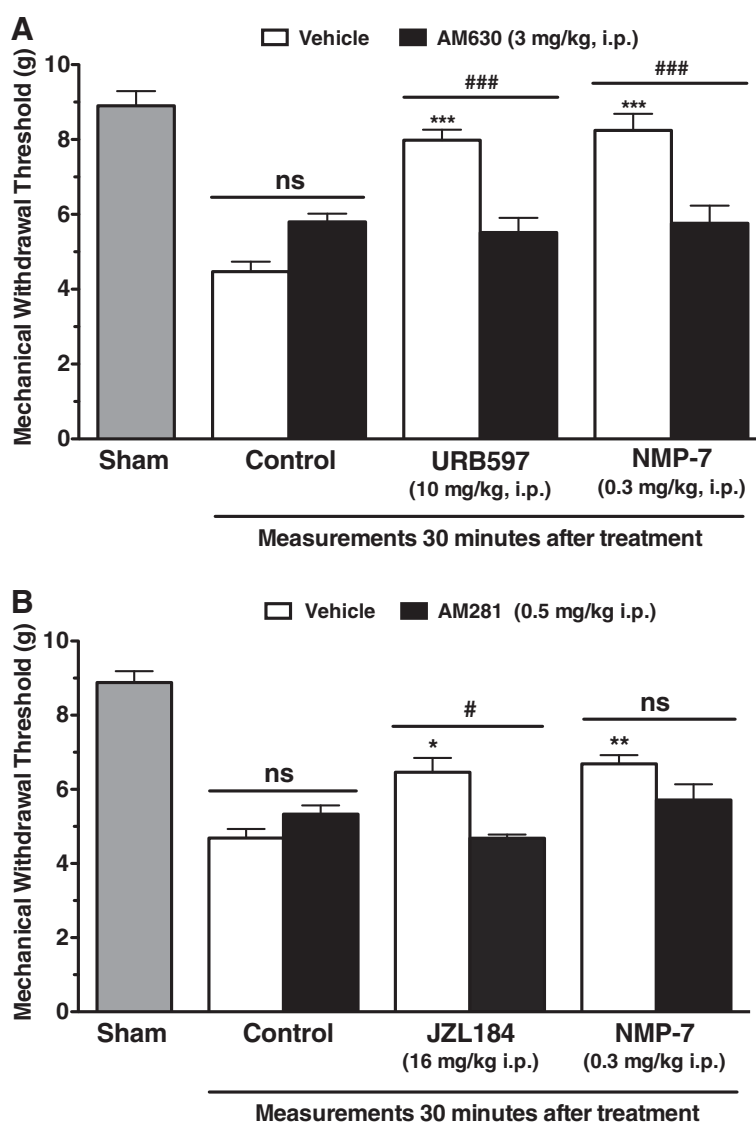 A
Vehicle AM630 (3 mg/kg, i.p.)
Mechanical Withdrawal Threshold (g)
10
8
6
4
2
0
ns
***
###
***
###
Sham Control URB597 NMP-7
(10 mg/kg, i.p.) (0.3 mg/kg, i.p.)
Measurements 30 minutes after treatment
B
Vehicle AM281 (0.5 mg/kg i.p.)
Mechanical Withdrawal Threshold (g)
10
8
6
4
2
0
ns
*
#
**
ns
Sham Control JZL184 NMP-7
(16 mg/kg i.p.) (0.3 mg/kg i.p.)
Measurements 30 minutes after treatment